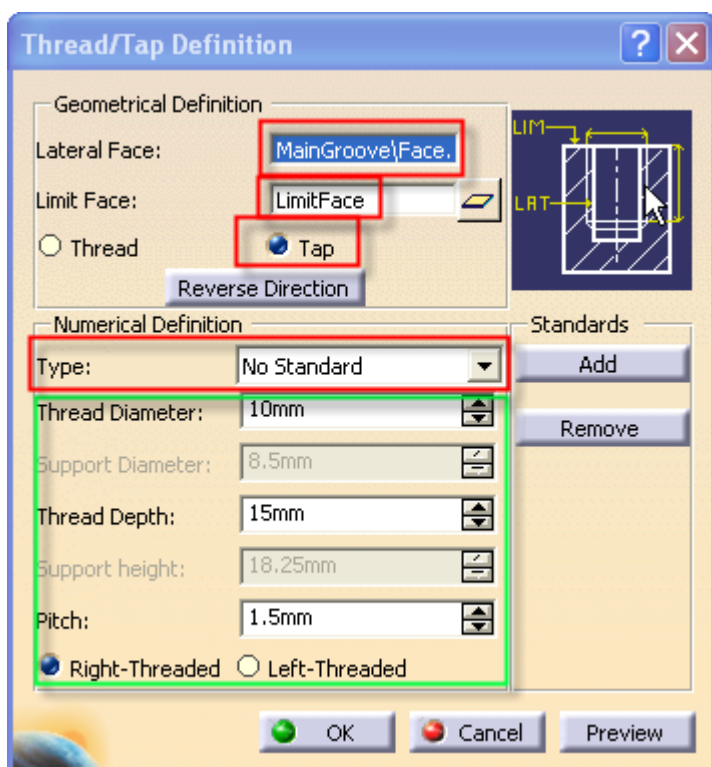 Thread/Tap Definition
Geometrical Definition
Lateral Face: MainGroove\Face.
Limit Face: LimitFace
Thread Tap
Reverse Direction
LIM
LAT
Numerical Definition
Type: No Standard
Thread Diameter: 10mm
Support Diameter: 8.5mm
Thread Depth: 15mm
Support height: 18.25mm
Pitch: 1.5mm
Right-Threaded Left-Threaded
Standards
Add
Remove
OK Cancel Preview